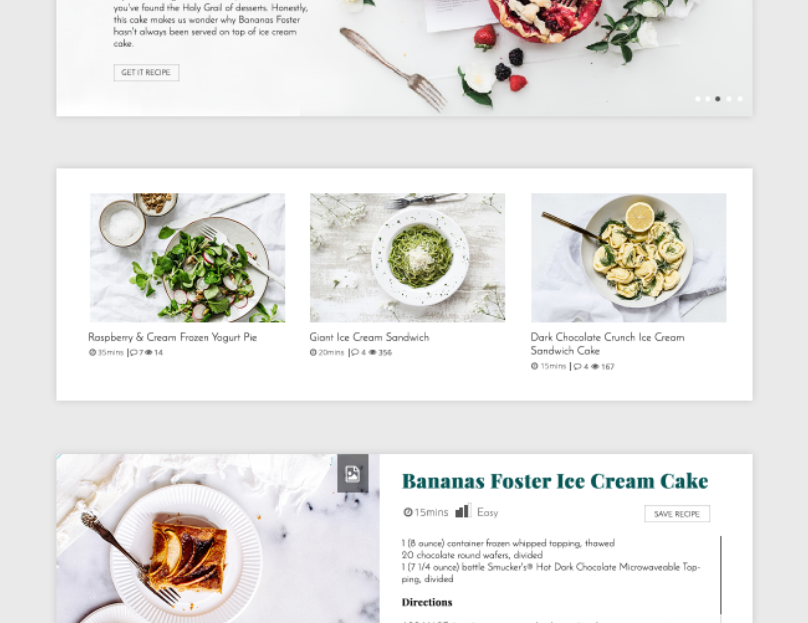 you've found the Holy Grail of desserts. Honestly,
this cake makes us wonder why Bananas Foster
hasn't always been served on top of ice cream
cake.
GET IT RECIPE
Raspberry & Cream Frozen Yogurt Pie
35mins | 7 14
Giant Ice Cream Sandwich
20mins | 4 356
Dark Chocolate Crunch Ice Cream
Sandwich Cake
15mins | 4 167
Bananas Foster Ice Cream Cake
15mins Easy
SAVE RECIPE
1 (8 ounce) container frozen whipped topping, thawed
20 chocolate round wafers, divided
1 (7 1/4 ounce) bottle Smucker's® Hot Dark Chocolate Microwaveable Top-
ping, divided
Directions